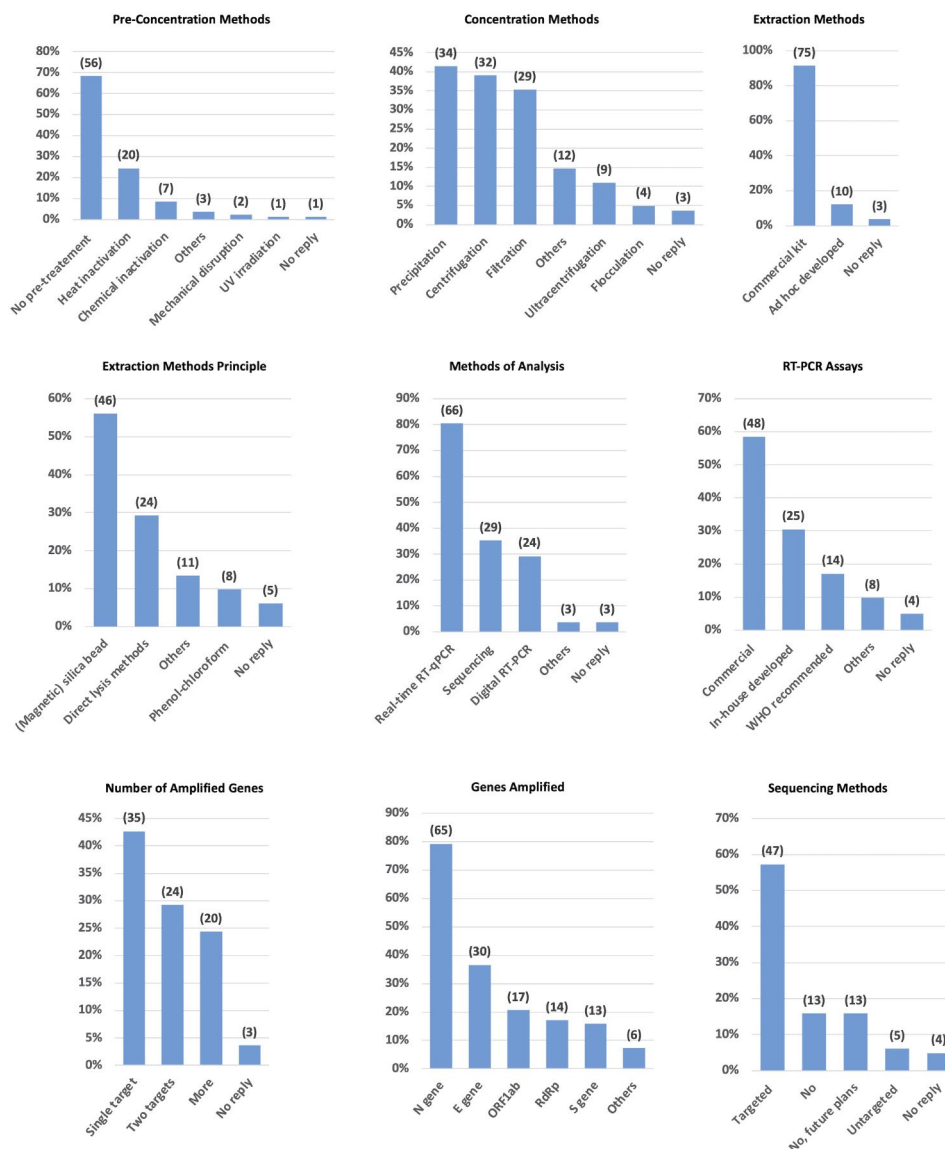 Pre-Concentration Methods
80%
70%
60%
50%
40%
30%
20%
10%
0%
(56)
(20)
(7)
(3)
(2)
(1)
(1)
No pre-treatement
Heat inactivation
Chemical inactivation
Others
Mechanical disruption
UV irradiation
No reply
Concentration Methods
45%
40%
35%
30%
25%
20%
15%
10%
5%
0%
(34)
(32)
(29)
(12)
(9)
(4)
(3)
Precipitation
Centrifugation
Filtration
Others
Ultracentrifugation
Flocculation
No reply
Extraction Methods
100%
80%
60%
40%
20%
0%
(75)
(10)
(3)
Commercial kit
Ad hoc developed
No reply
Extraction Methods Principle
60%
50%
40%
30%
20%
10%
0%
(46)
(24)
(11)
(8)
(5)
(Magnetic) silica bead
Direct lysis methods
Others
Phenol-chloroform
No reply
Methods of Analysis
90%
80%
70%
60%
50%
40%
30%
20%
10%
0%
(66)
(29)
(24)
(3)
(3)
Real-time RT-qPCR
Sequencing
Digital RT-PCR
Others
No reply
RT-PCR Assays
70%
60%
50%
40%
30%
20%
10%
0%
(48)
(25)
(14)
(8)
(4)
Commercial
In-house developed
WHO recommended
Others
No reply
Number of Amplified Genes
45%
40%
35%
30%
25%
20%
15%
10%
5%
0%
(35)
(24)
(20)
(3)
Single target
Two targets
More
No reply
Genes Amplified
90%
80%
70%
60%
50%
40%
30%
20%
10%
0%
(65)
(30)
(17)
(14)
(13)
(6)
N gene
E gene
ORF1ab
RdRp
S gene
Others
Sequencing Methods
70%
60%
50%
40%
30%
20%
10%
0%
(47)
(13)
(13)
(5)
(4)
Targeted
No
No, future plans
Untargeted
No reply